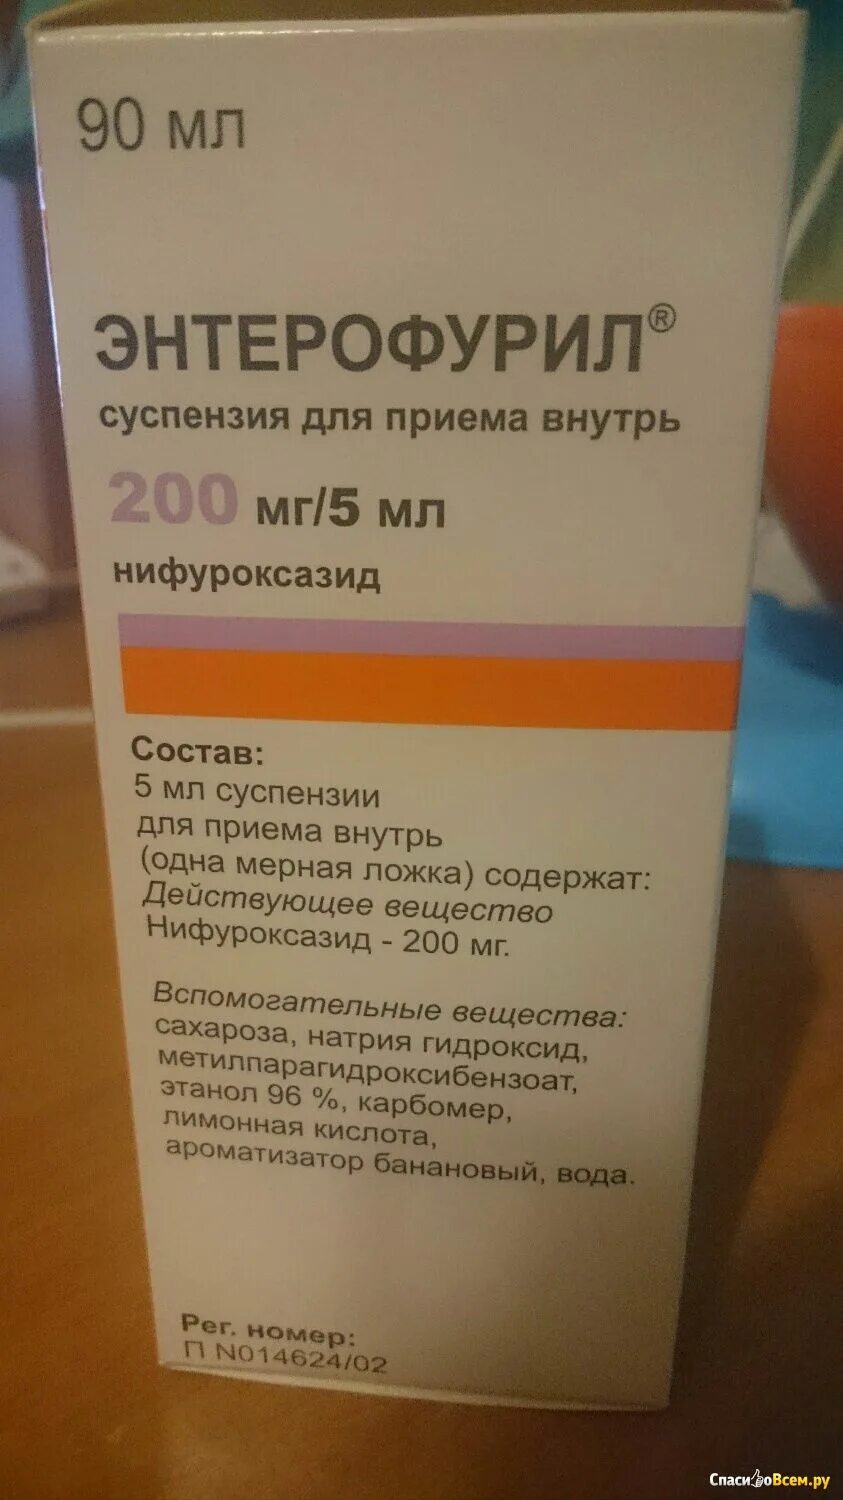 90 мл
ЭНТЕРОФУРИЛ®
суспензия для приема внутрь
200 мг/5 мл
нифуроксазид
Состав:
5 мл суспензии
для приема внутрь
(одна мерная ложка) содержат:
Действующее вещество
Нифуроксазид - 200 мг.
Вспомогательные вещества:
сахароза, натрия гидроксид,
метилпарагидроксибензоат,
этанол 96 %, карбомер,
лимонная кислота,
ароматизатор банановый, вода.
Рег. номер:
П N014624/02
СпасибоВсем.ру